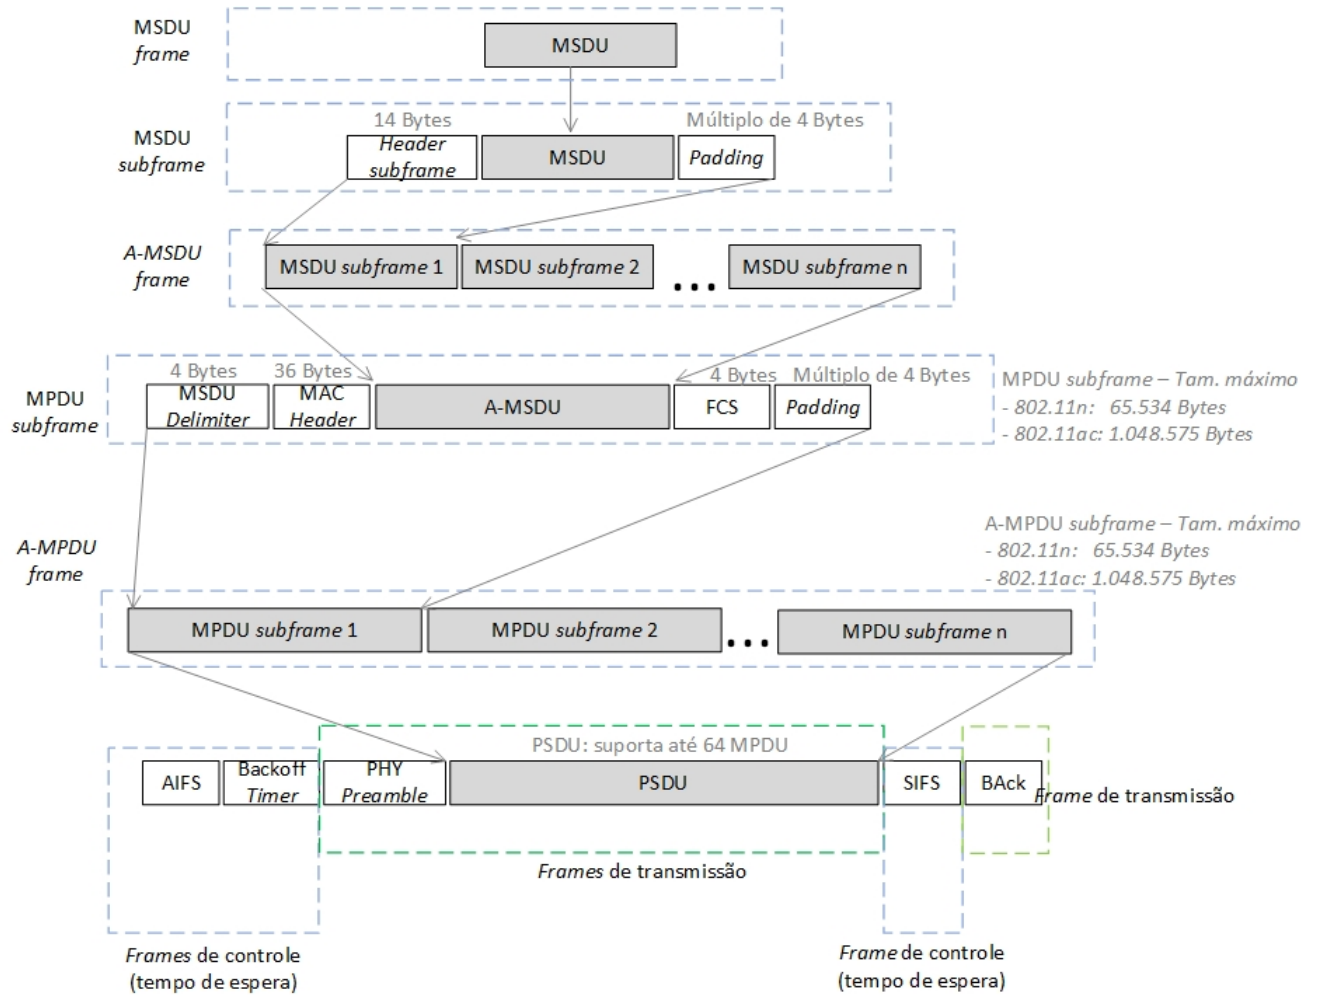 MSDU
frame
MSDU
14 Bytes
Múltiplo de 4 Bytes
MSDU
subframe
Header
subframe
MSDU
Padding
A-MSDU
frame
MSDU subframe 1
MSDU subframe 2
...
MSDU subframe n
4 Bytes
36 Bytes
4 Bytes
Múltiplo de 4 Bytes
MPDU
subframe
MSDU
Delimiter
MAC
Header
A-MSDU
FCS
Padding
MPDU subframe – Tam. máximo
- 802.11n: 65.534 Bytes
- 802.11ac: 1.048.575 Bytes
A-MPDU subframe – Tam. máximo
- 802.11n: 65.534 Bytes
- 802.11ac: 1.048.575 Bytes
A-MPDU
frame
MPDU subframe 1
MPDU subframe 2
...
MPDU subframe n
PSDU: suporta até 64 MPDU
AIFS
Backoff
Timer
PHY
Preamble
PSDU
SIFS
BAck
Frame de transmissão
Frames de transmissão
Frames de controle
(tempo de espera)
Frame de controle
(tempo de espera)